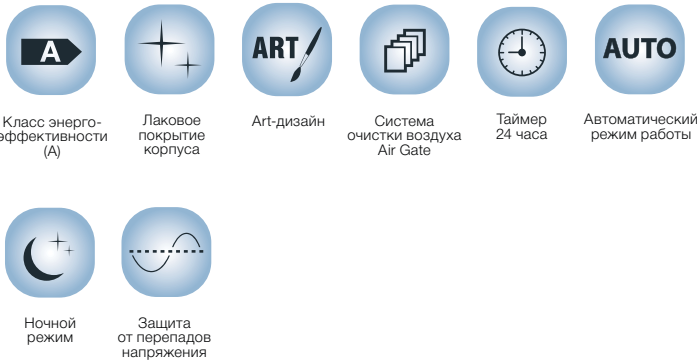 A
ART
AUTO
Класс энерго-
эффективности
(А)
Лаковое
покрытие
корпуса
Art-дизайн
Система
очистки воздуха
Air Gate
Таймер
24 часа
Автоматический
режим работы
Ночной
режим
Защита
от перепадов
напряжения